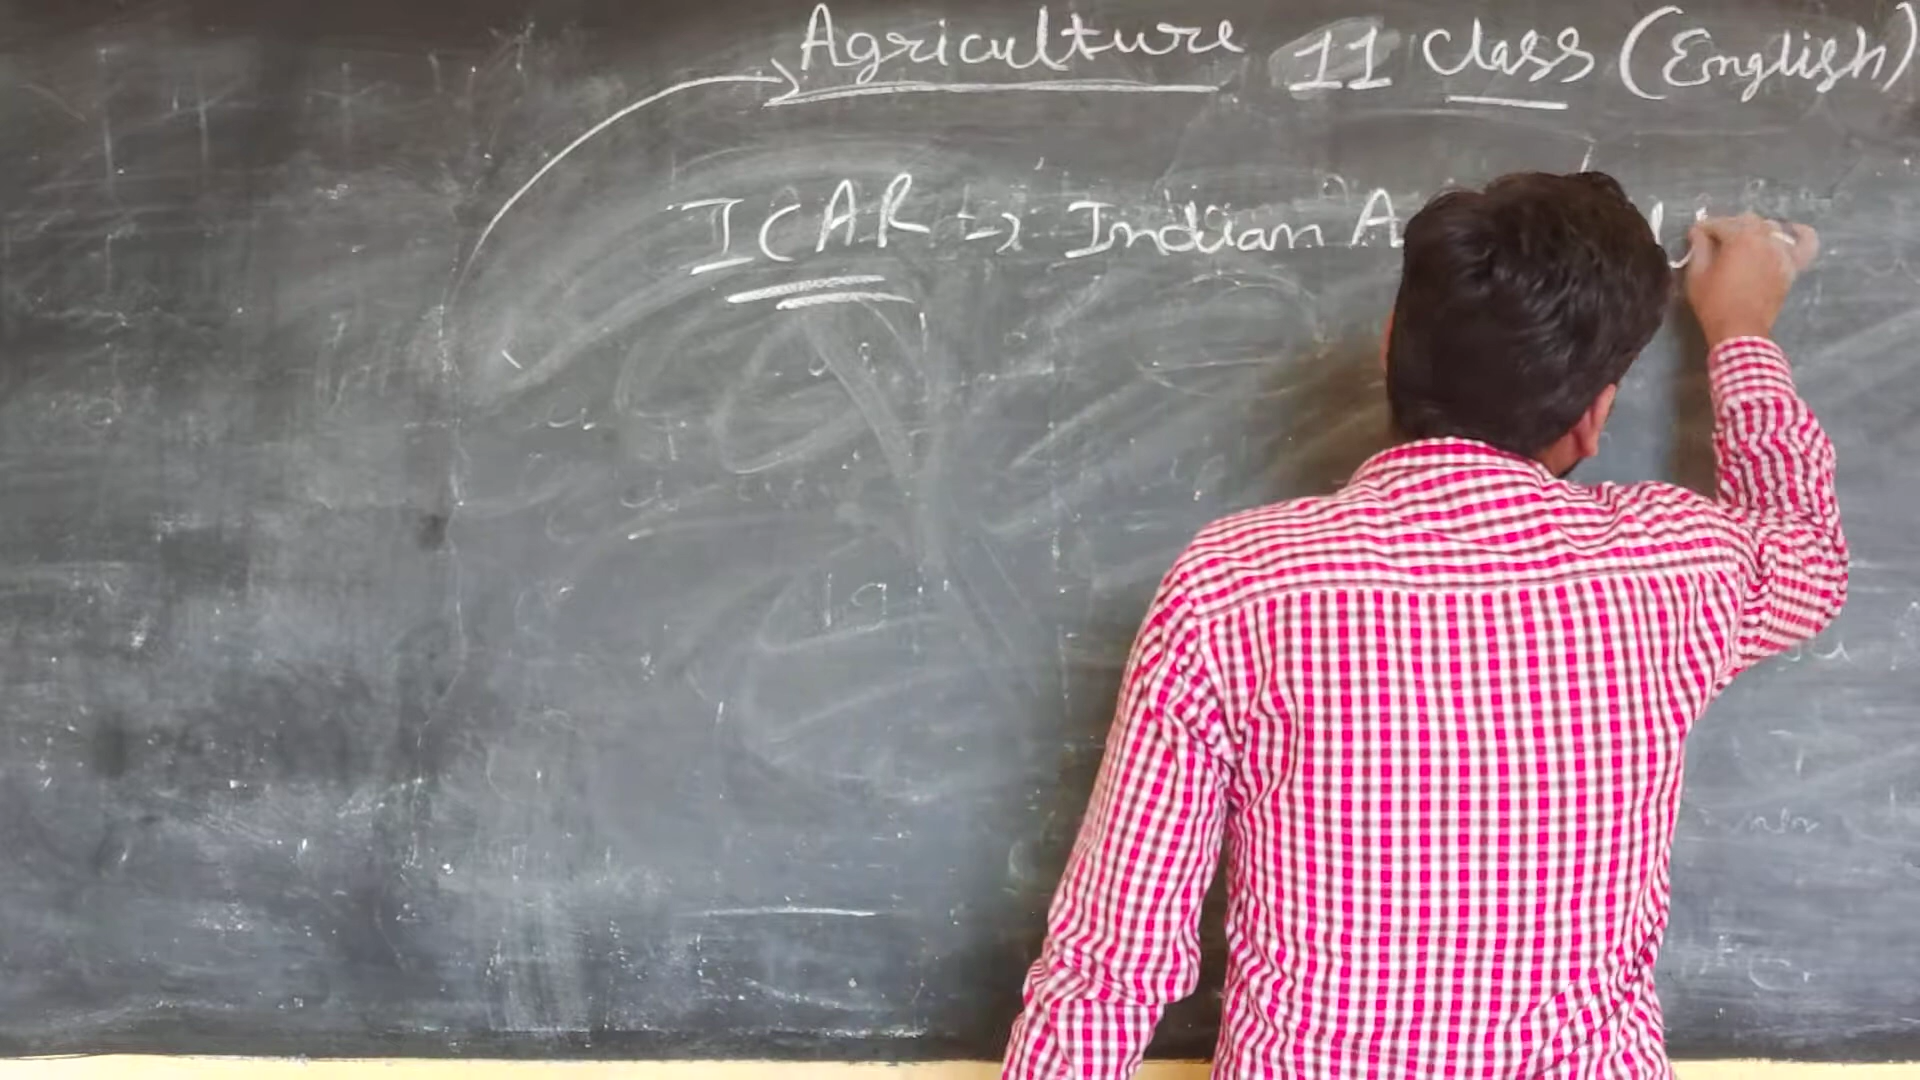 Agriculture 11 Class (English)
ICAR → Indian A